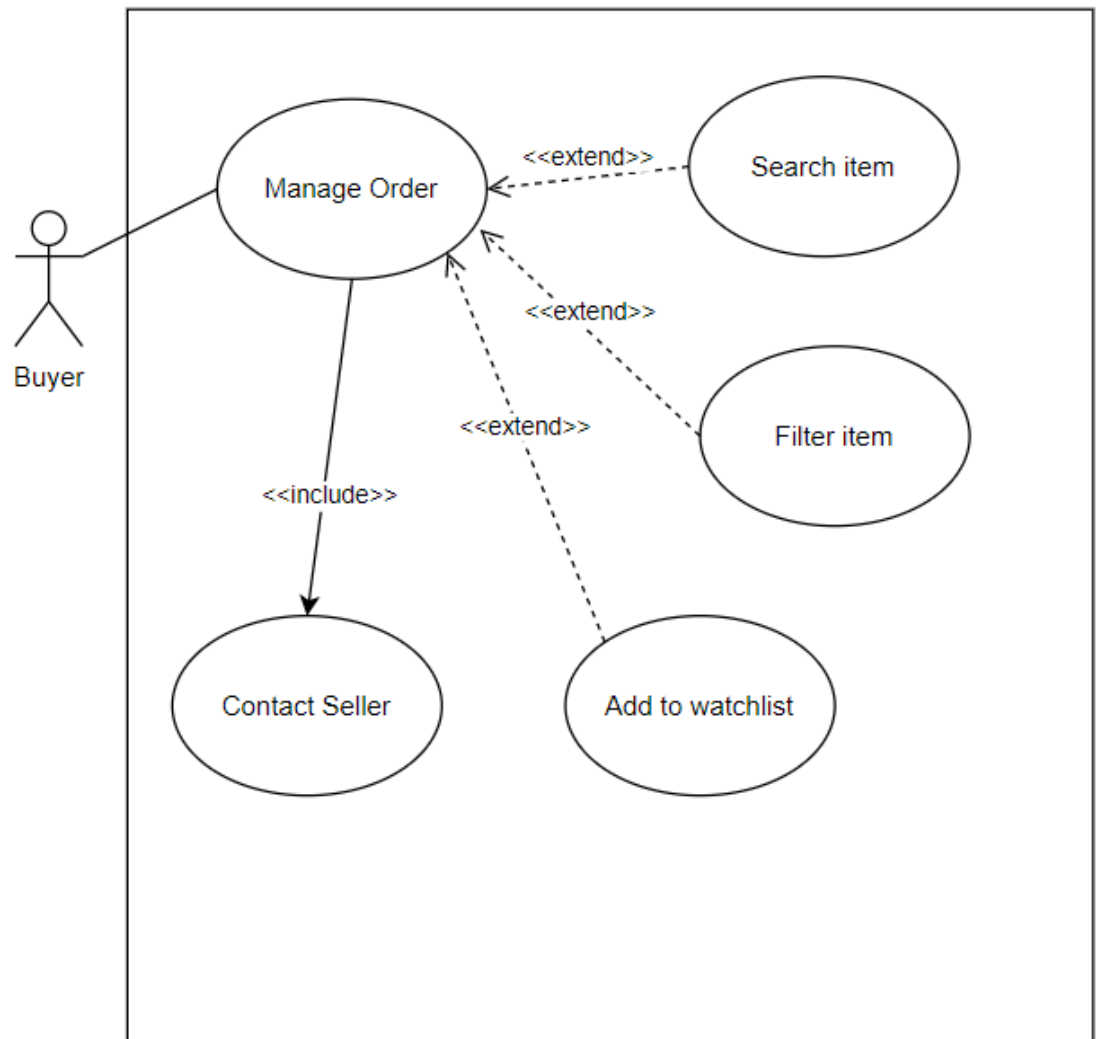 Manage Order
<<extend>>
Search item
Buyer
<<extend>>
<<extend>>
Filter item
<<include>>
Contact Seller
Add to watchlist